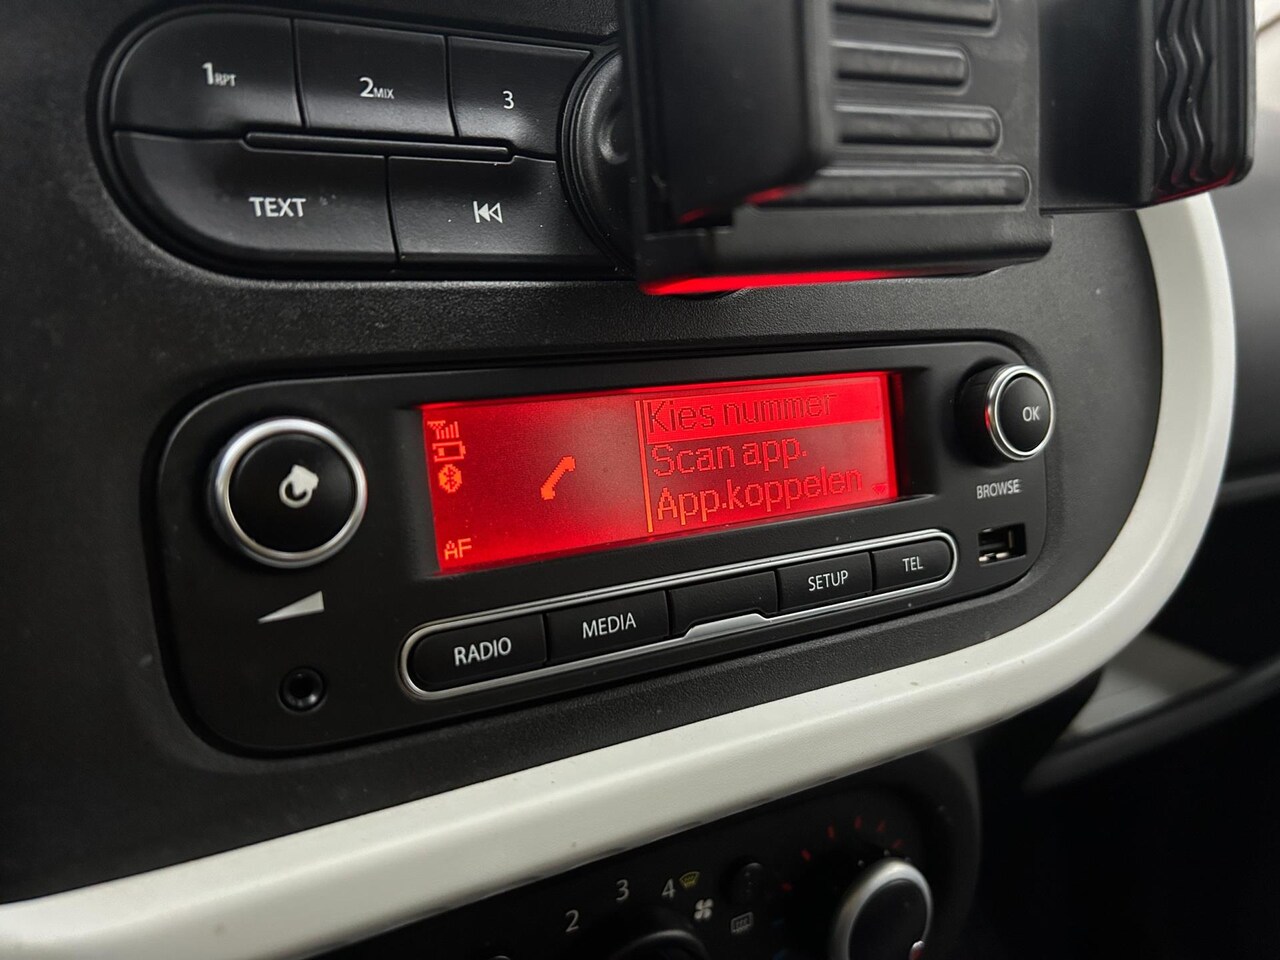 1RPT
2MIX
3
TEXT
Kies nummer
Scan app.
App.koppelen
AF
OK
BROWSE
RADIO
MEDIA
SETUP
TEL
2
3
4